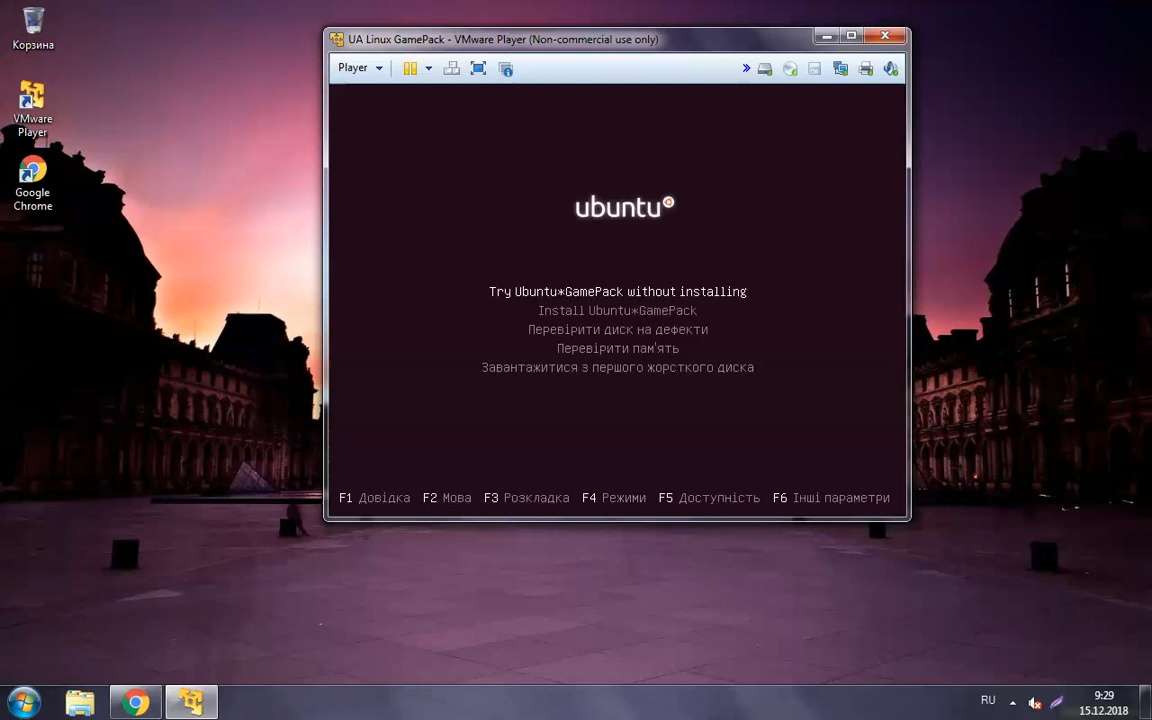 Корзина
VMware
Player
Google
Chrome
UA Linux GamePack - VMware Player (Non-commercial use only)
Player
ubuntu
Try Ubuntu*GamePack without installing
Install Ubuntu*GamePack
Перевірити диск на дефекти
Перевірити пам'ять
Завантажитися з першого жорсткого диска
F1 Довідка F2 Мова F3 Розкладка F4 Режими F5 Доступність F6 Інші параметри
RU
9:29
15.12.2018